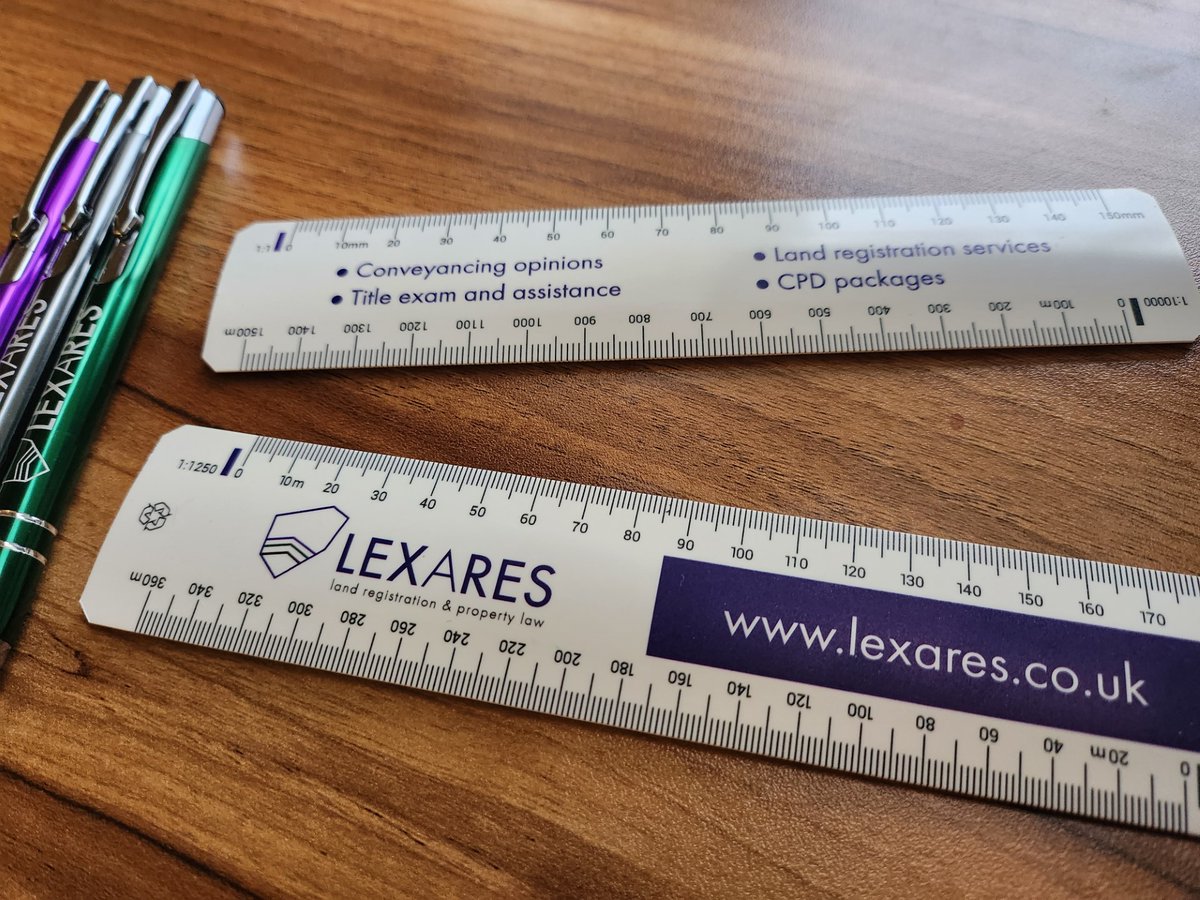 LEXARES
LEXARES
1:1 0 10mm 20 30 40 50 60 70 80 90 100 110 120 130 140 150mm
• Conveyancing opinions
• Title exam and assistance
• Land registration services
• CPD packages
1500m 1400 1300 1200 1100 1000 900 800 700 600 500 400 300 200 100m 0 1:10000
1:1250 0 10m 20 30 40 50 60 70 80 90 100 110 120 130 140 150 160 170
LEXARES
land registration & property law
www.lexares.co.uk
360m 340 320 300 280 260 240 220 200 180 160 140 120 100 80 60 40 20m 0